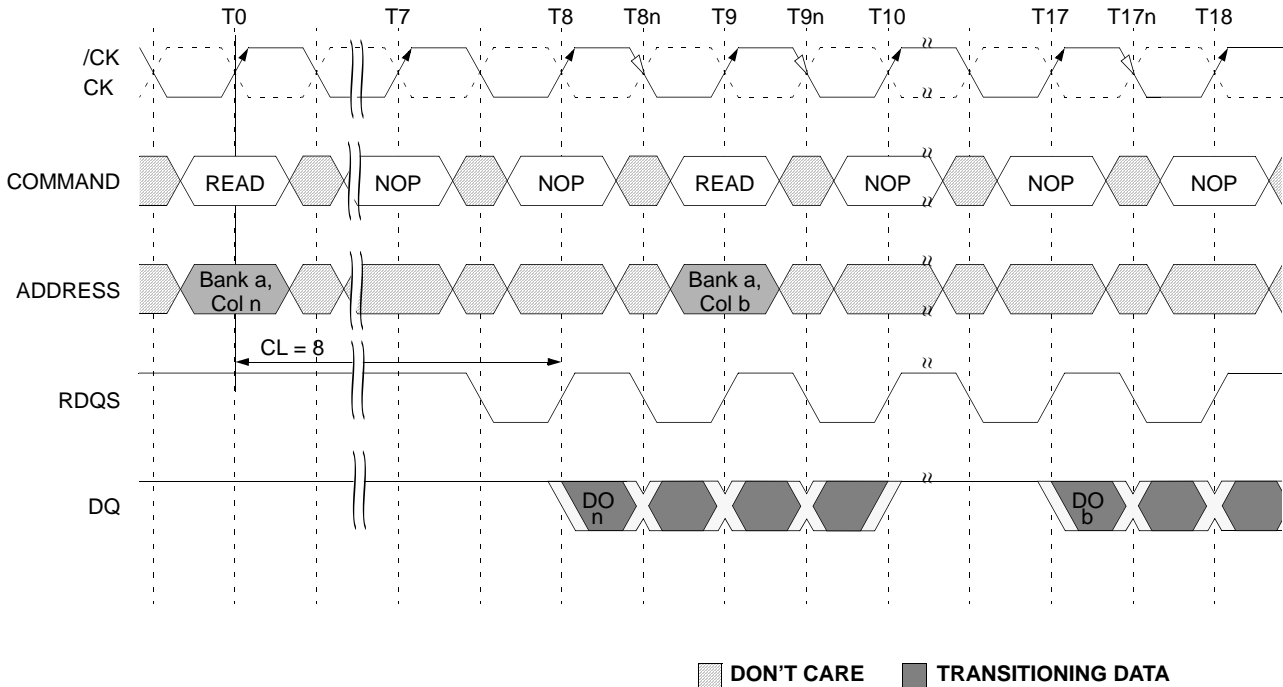 T0 T7 T8 T8n T9 T9n T10 T17 T17n T18
/CK
CK
COMMAND READ NOP NOP READ NOP NOP NOP
ADDRESS Bank a, Col n Bank a, Col b
CL = 8
RDQS
DQ DO n DO b
DON'T CARE TRANSITIONING DATA